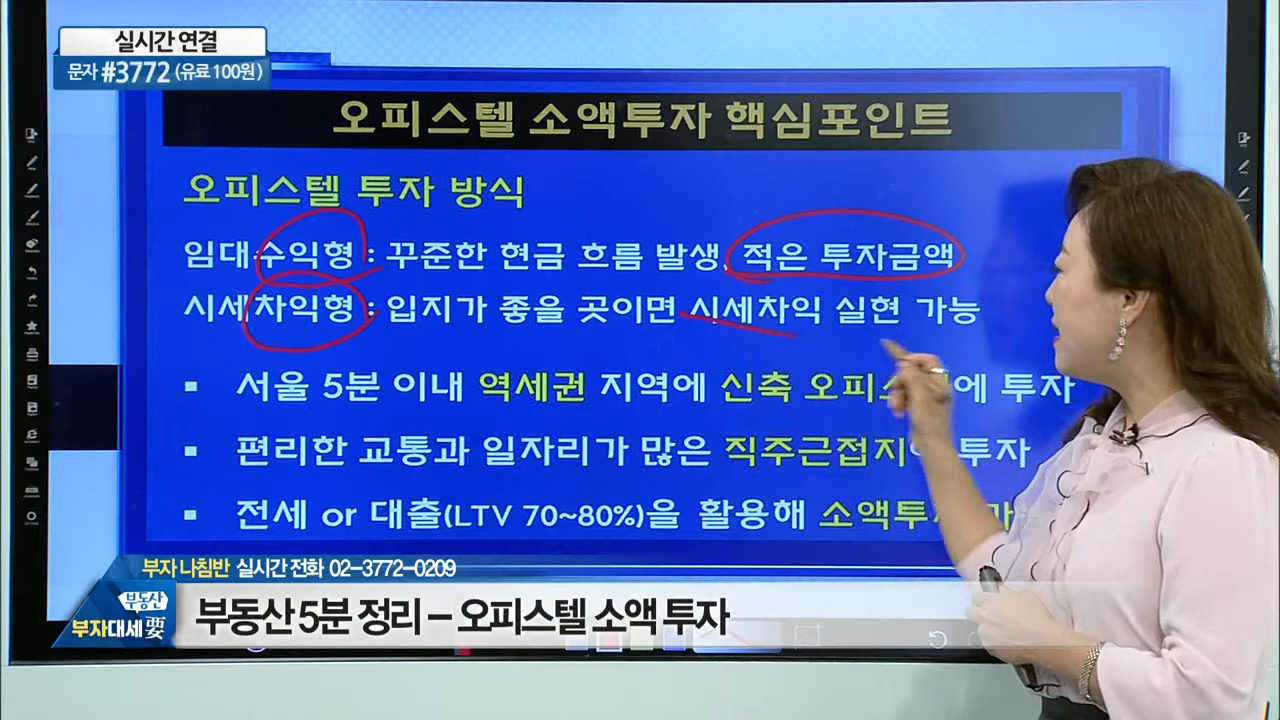 실시간 연결
문자 #3772 (유료 100원)
오피스텔 소액투자 핵심포인트
오피스텔 투자 방식
임대수익형 : 꾸준한 현금 흐름 발생, 적은 투자금액
시세차익형 : 입지가 좋을 곳이면 시세차익 실현 가능
▪ 서울 5분 이내 역세권 지역에 신축 에 투자
▪ 편리한 교통과 일자리가 많은 직주근접지 투자
▪ 전세 or 대출(LTV 70~80%)을 활용해
부자 나침반 실시간 전화 02-3772-0209
부동산
부자대세 要
부동산 5분 정리 - 오피스텔 소액 투자